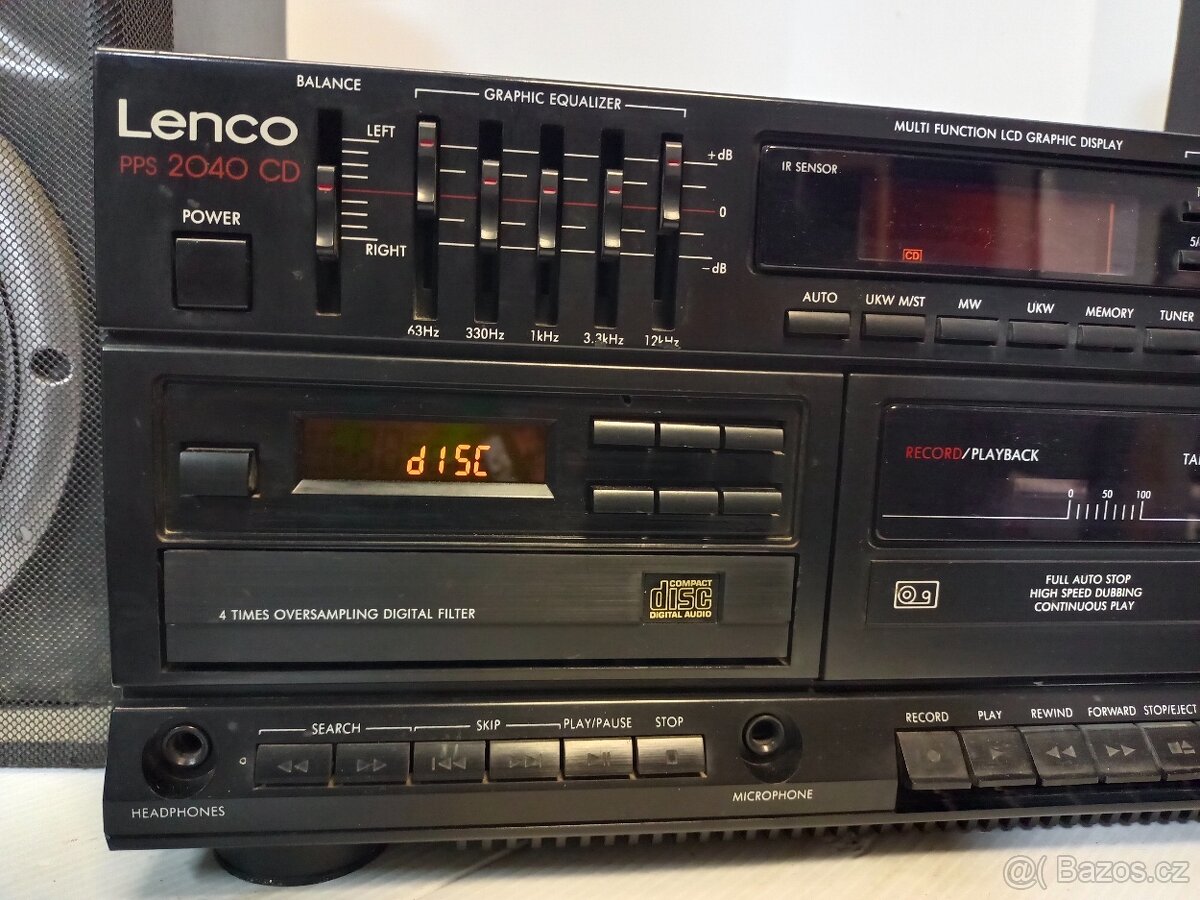 BALANCE
GRAPHIC EQUALIZER
Lenco
PPS 2040 CD
LEFT
RIGHT
+dB
0
-dB
POWER
63Hz 330Hz 1kHz 3.3kHz 12kHz
MULTI FUNCTION LCD GRAPHIC DISPLAY
IR SENSOR
CD
AUTO UKW M/ST MW UKW MEMORY TUNER
dISC
4 TIMES OVERSAMPLING DIGITAL FILTER
COMPACT
disc
DIGITAL AUDIO
RECORD/PLAYBACK
0 50 100
FULL AUTO STOP
HIGH SPEED DUBBING
CONTINUOUS PLAY
SEARCH SKIP PLAY/PAUSE STOP
HEADPHONES
MICROPHONE
RECORD PLAY REWIND FORWARD STOP/EJECT
@( Bazos.cz